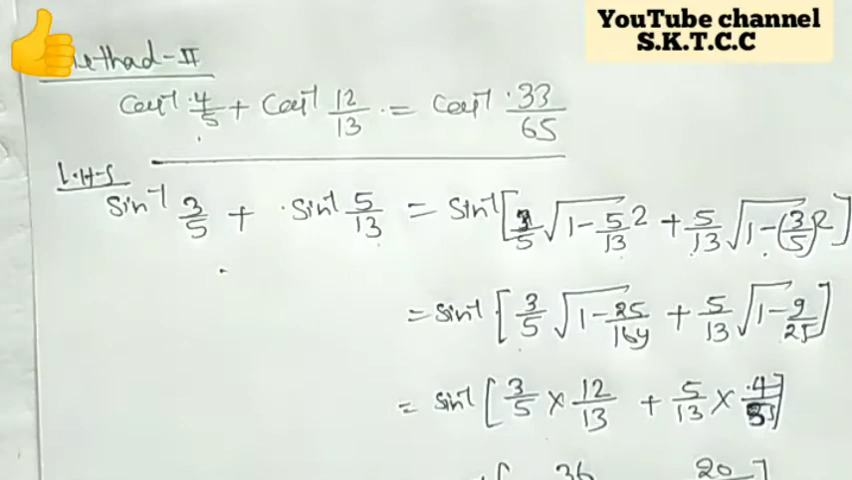 YouTube channel
S.K.T.C.C
Method-II
Cos⁻¹ 4/5 + Cos⁻¹ 12/13 = Cos⁻¹ 33/65
L.H.S
Sin⁻¹ 3/5 + Sin⁻¹ 5/13 = Sin⁻¹ [3/5 √1-5/13² + 5/13 √1-(3/5)²]
= Sin⁻¹ [3/5 √1-25/169 + 5/13 √1-9/25]
= Sin⁻¹ [3/5 × 12/13 + 5/13 × 4/5]
36 20 ]